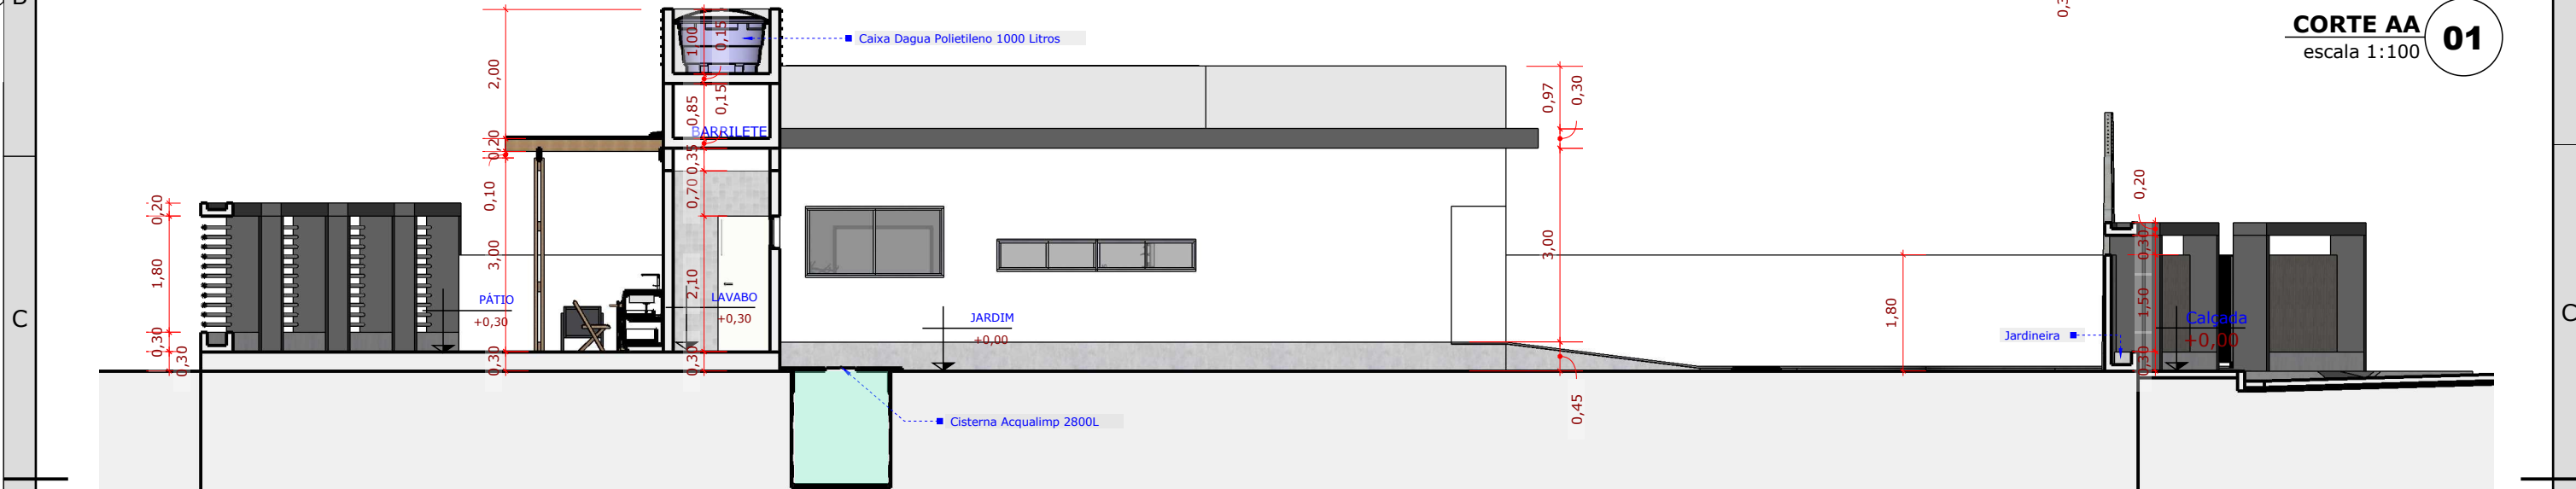 B
0,3
CORTE AA
01
escala 1:100
Caixa Dagua Polietileno 1000 Litros
1,00
0,15
2,00
0,85
0,15
0,97
0,30
BARRILETE
0,20
0,35
0,10
0,70
0,20
0,20
1,80
3,00
2,10
3,00
0,30
1,80
1,50
C
PÁTIO
+0,30
LAVABO
+0,30
JARDIM
+0,00
Jardineira
Calçada
+0,00
C
0,30
0,30
0,30
0,30
0,30
0,45
Cisterna Acqualimp 2800L